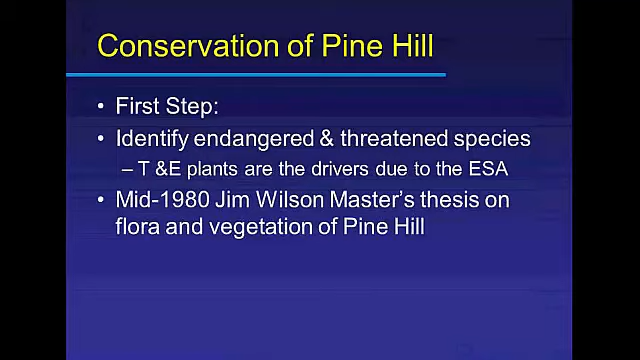 Conservation of Pine Hill
• First Step:
• Identify endangered & threatened species
– T &E plants are the drivers due to the ESA
• Mid-1980 Jim Wilson Master's thesis on
flora and vegetation of Pine Hill